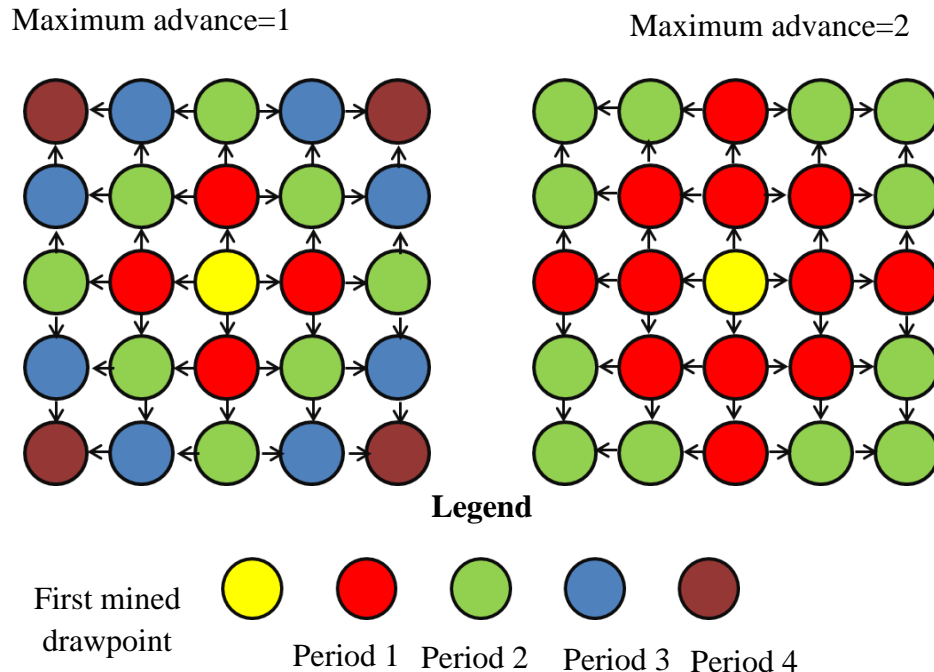 Maximum advance=1
Maximum advance=2
Legend
First mined
drawpoint
Period 1
Period 2
Period 3
Period 4